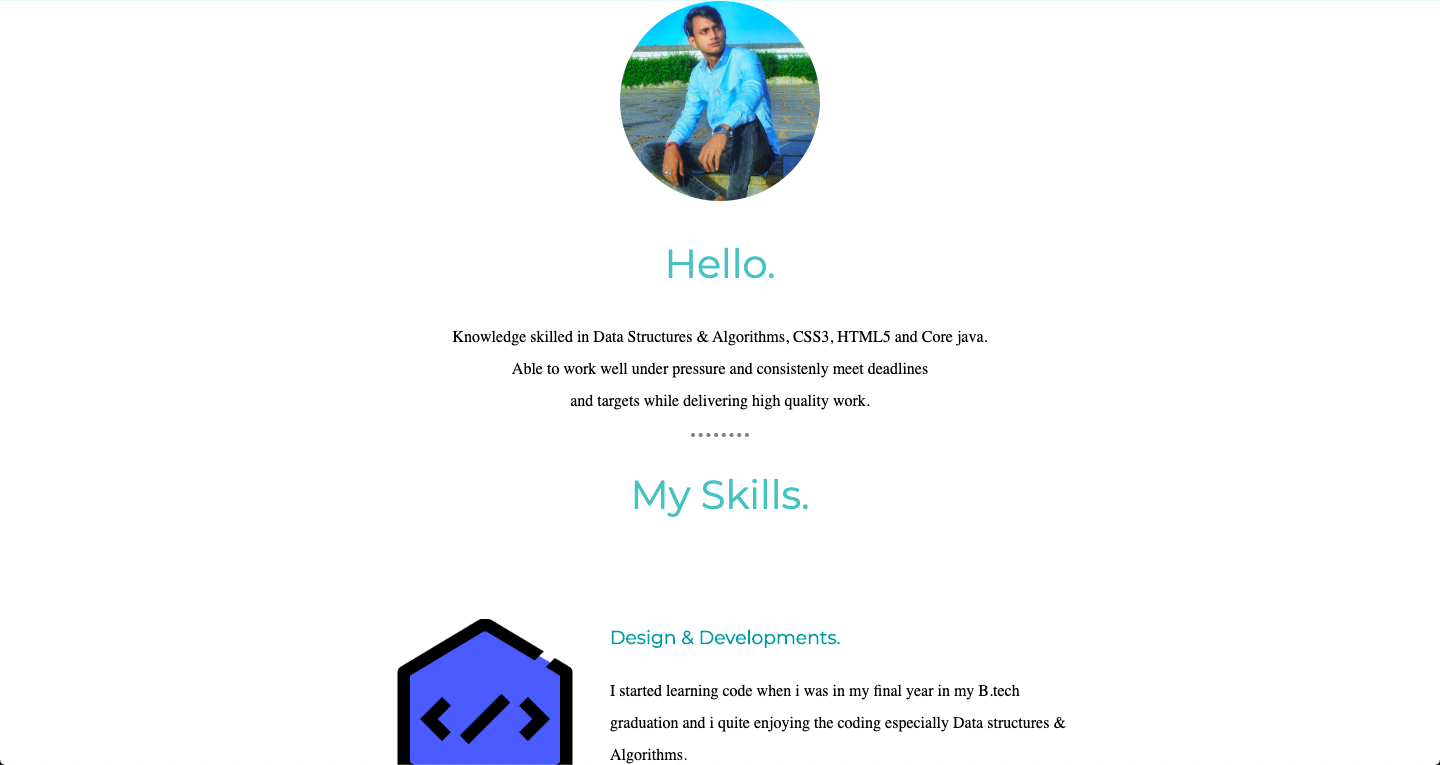 Hello.
Knowledge skilled in Data Structures & Algorithms, CSS3, HTML5 and Core java.
Able to work well under pressure and consistenly meet deadlines
and targets while delivering high quality work.
My Skills.
Design & Developments.
I started learning code when i was in my final year in my B.tech
graduation and i quite enjoying the coding especially Data structures &
Algorithms.